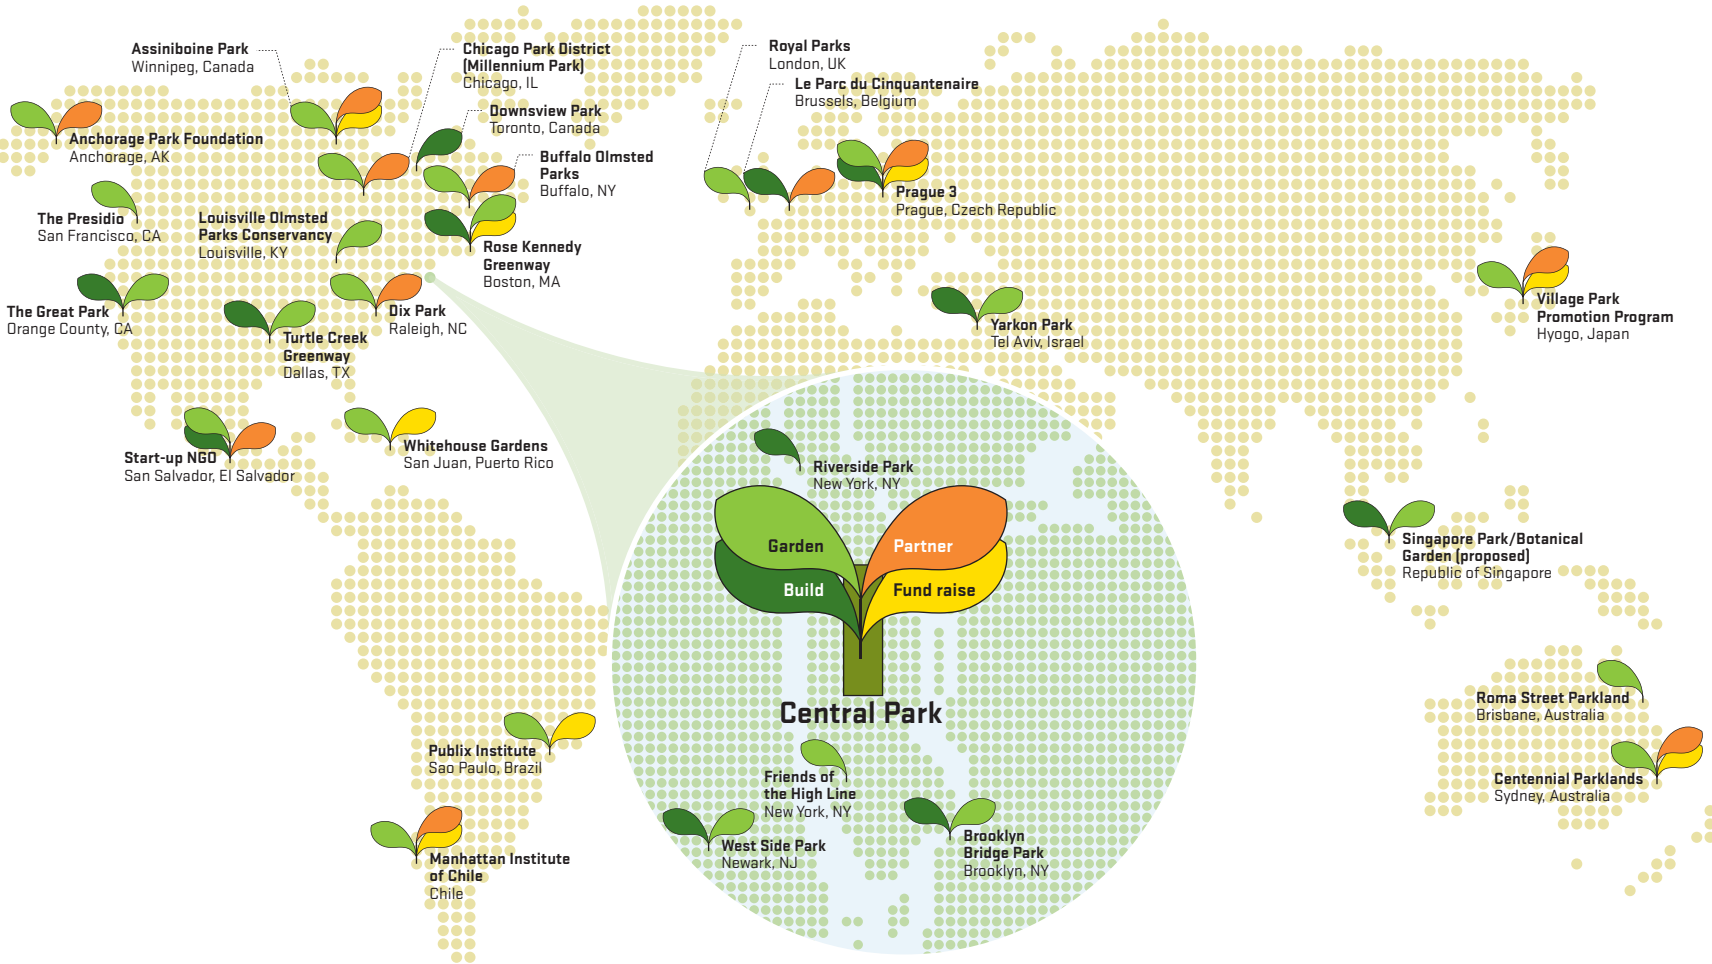 Assiniboine Park
Winnipeg, Canada
Chicago Park District
(Millennium Park)
Chicago, IL
Royal Parks
London, UK
Le Parc du Cinquantenaire
Brussels, Belgium
Downsview Park
Toronto, Canada
Anchorage Park Foundation
Anchorage, AK
Buffalo Olmsted
Parks
Buffalo, NY
Prague 3
Prague, Czech Republic
The Presidio
San Francisco, CA
Louisville Olmsted
Parks Conservancy
Louisville, KY
Rose Kennedy
Greenway
Boston, MA
The Great Park
Orange County, CA
Dix Park
Raleigh, NC
Turtle Creek
Greenway
Dallas, TX
Yarkon Park
Tel Aviv, Israel
Village Park
Promotion Program
Hyogo, Japan
Start-up NGO
San Salvador, El Salvador
Whitehouse Gardens
San Juan, Puerto Rico
Riverside Park
New York, NY
Garden
Partner
Build
Fund raise
Central Park
Singapore Park/Botanical
Garden (proposed)
Republic of Singapore
Roma Street Parkland
Brisbane, Australia
Centennial Parklands
Sydney, Australia
Publix Institute
Sao Paulo, Brazil
Friends of
the High Line
New York, NY
West Side Park
Newark, NJ
Brooklyn
Bridge Park
Brooklyn, NY
Manhattan Institute
of Chile
Chile